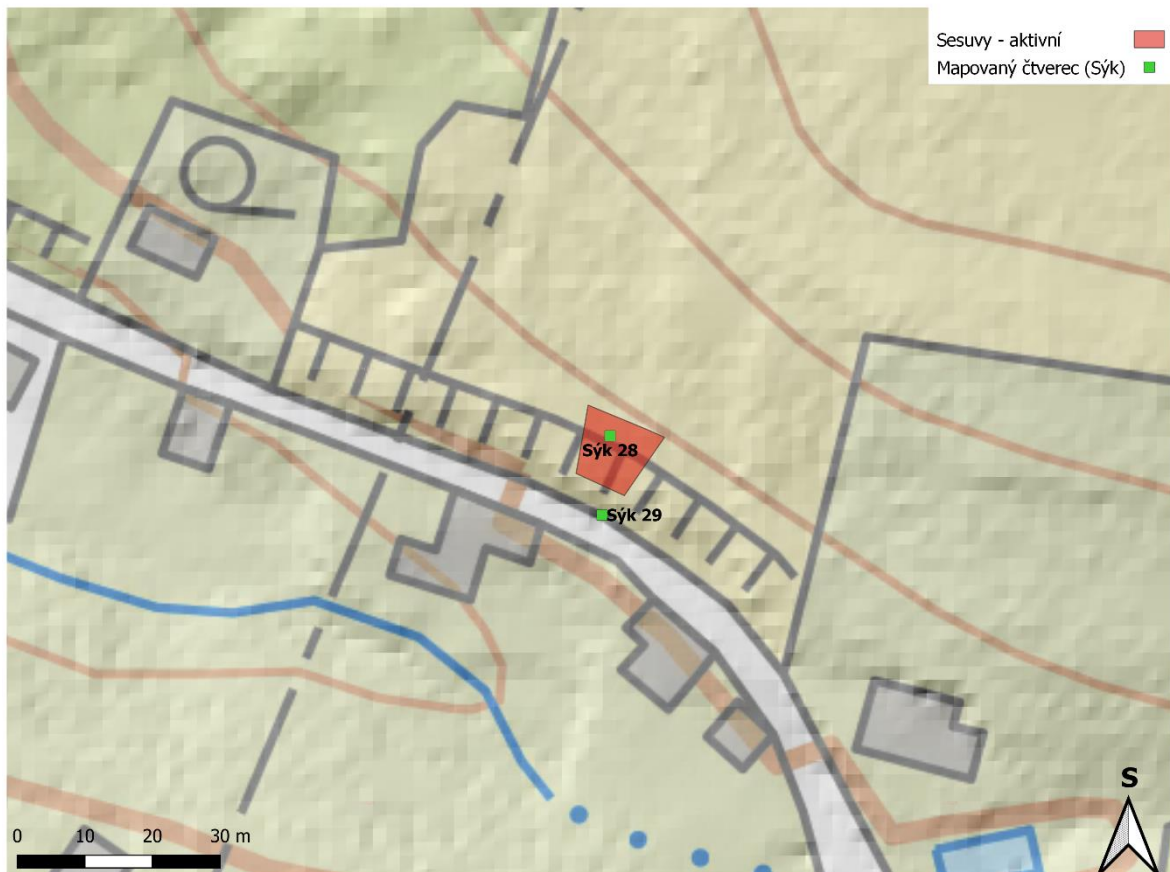 Sesuvy - aktivní
Mapovaný čtverec (Sýk)
Sýk 28
Sýk 29
S
0 10 20 30 m